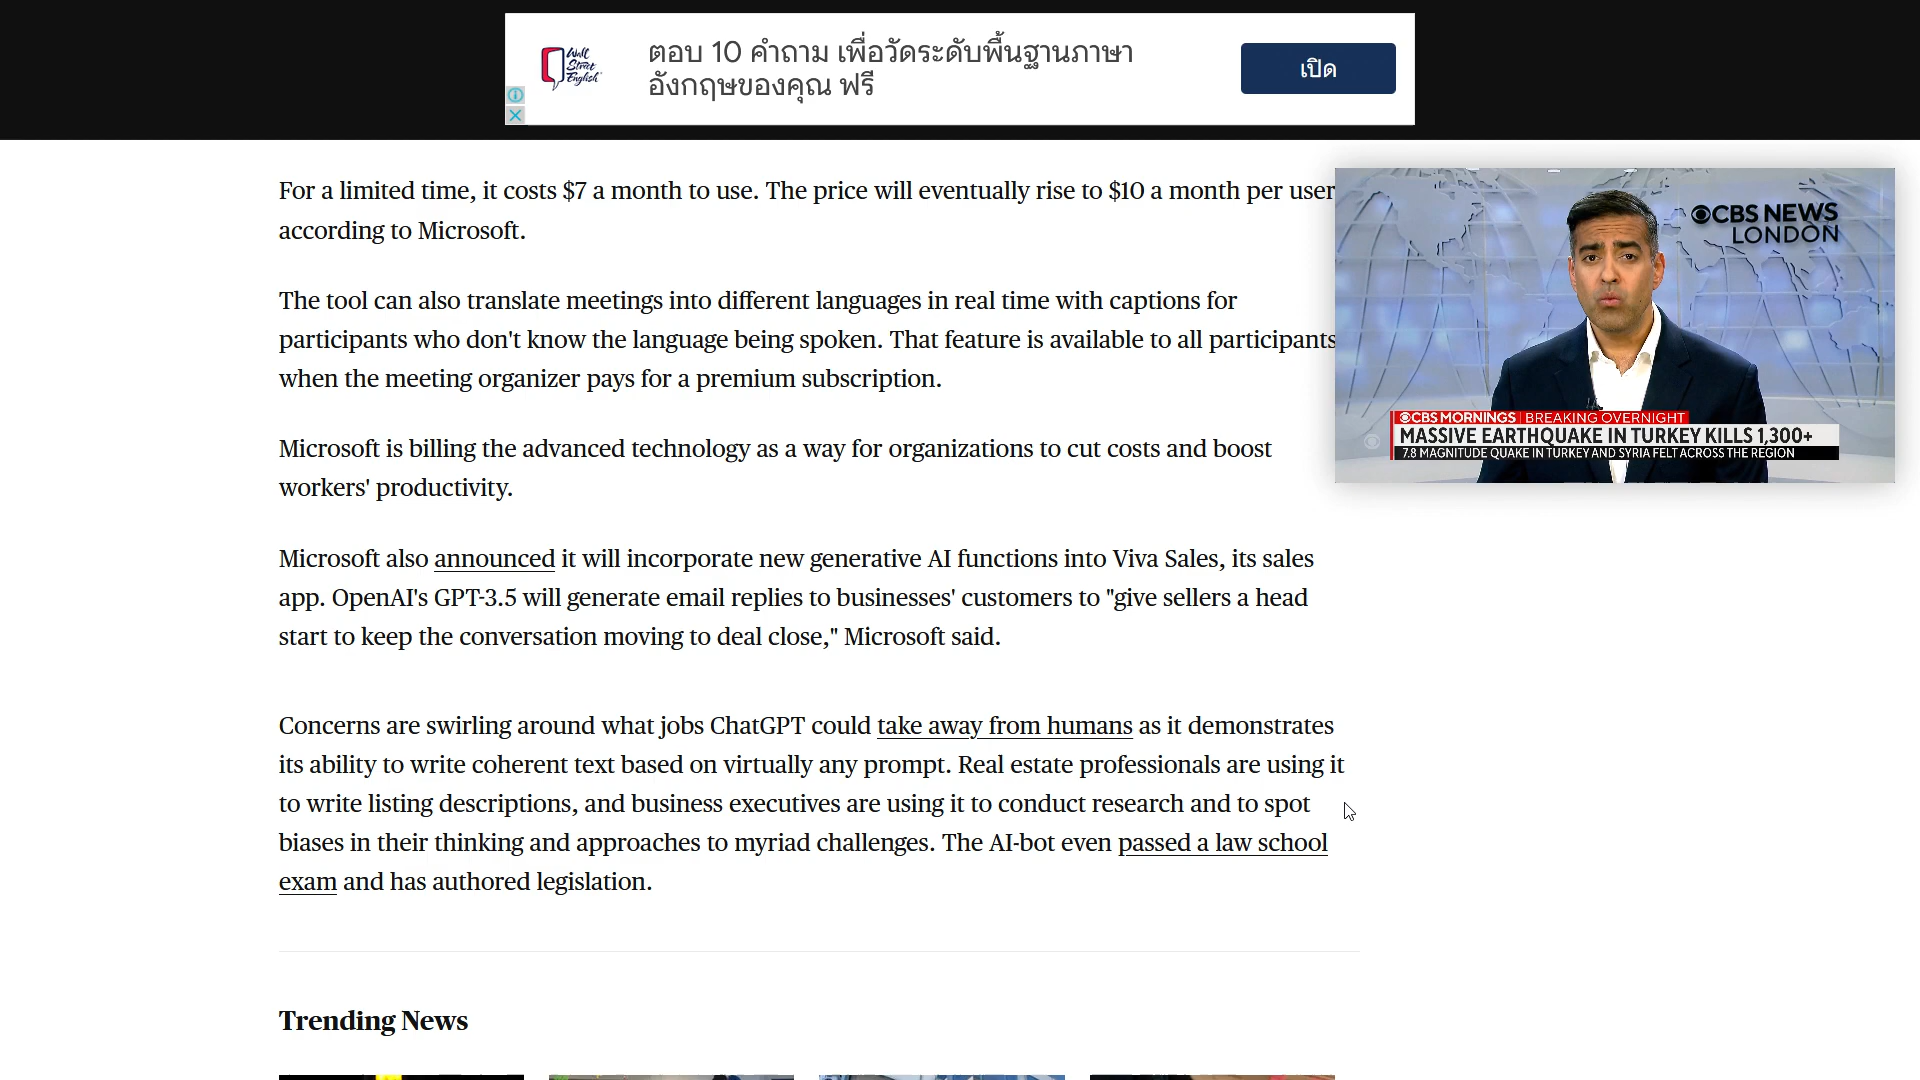 Wall
Street
English
ตอบ 10 คำถาม เพื่อวัดระดับพื้นฐานภาษา
อังกฤษของคุณ ฟรี
เปิด
For a limited time, it costs $7 a month to use. The price will eventually rise to $10 a month per user
according to Microsoft.
The tool can also translate meetings into different languages in real time with captions for
participants who don't know the language being spoken. That feature is available to all participants
when the meeting organizer pays for a premium subscription.
Microsoft is billing the advanced technology as a way for organizations to cut costs and boost
workers' productivity.
Microsoft also announced it will incorporate new generative AI functions into Viva Sales, its sales
app. OpenAI's GPT-3.5 will generate email replies to businesses' customers to "give sellers a head
start to keep the conversation moving to deal close," Microsoft said.
Concerns are swirling around what jobs ChatGPT could take away from humans as it demonstrates
its ability to write coherent text based on virtually any prompt. Real estate professionals are using it
to write listing descriptions, and business executives are using it to conduct research and to spot
biases in their thinking and approaches to myriad challenges. The AI-bot even passed a law school
exam and has authored legislation.
CBS NEWS
LONDON
CBS MORNINGS | BREAKING OVERNIGHT
MASSIVE EARTHQUAKE IN TURKEY KILLS 1,300+
7.8 MAGNITUDE QUAKE IN TURKEY AND SYRIA FELT ACROSS THE REGION
Trending News